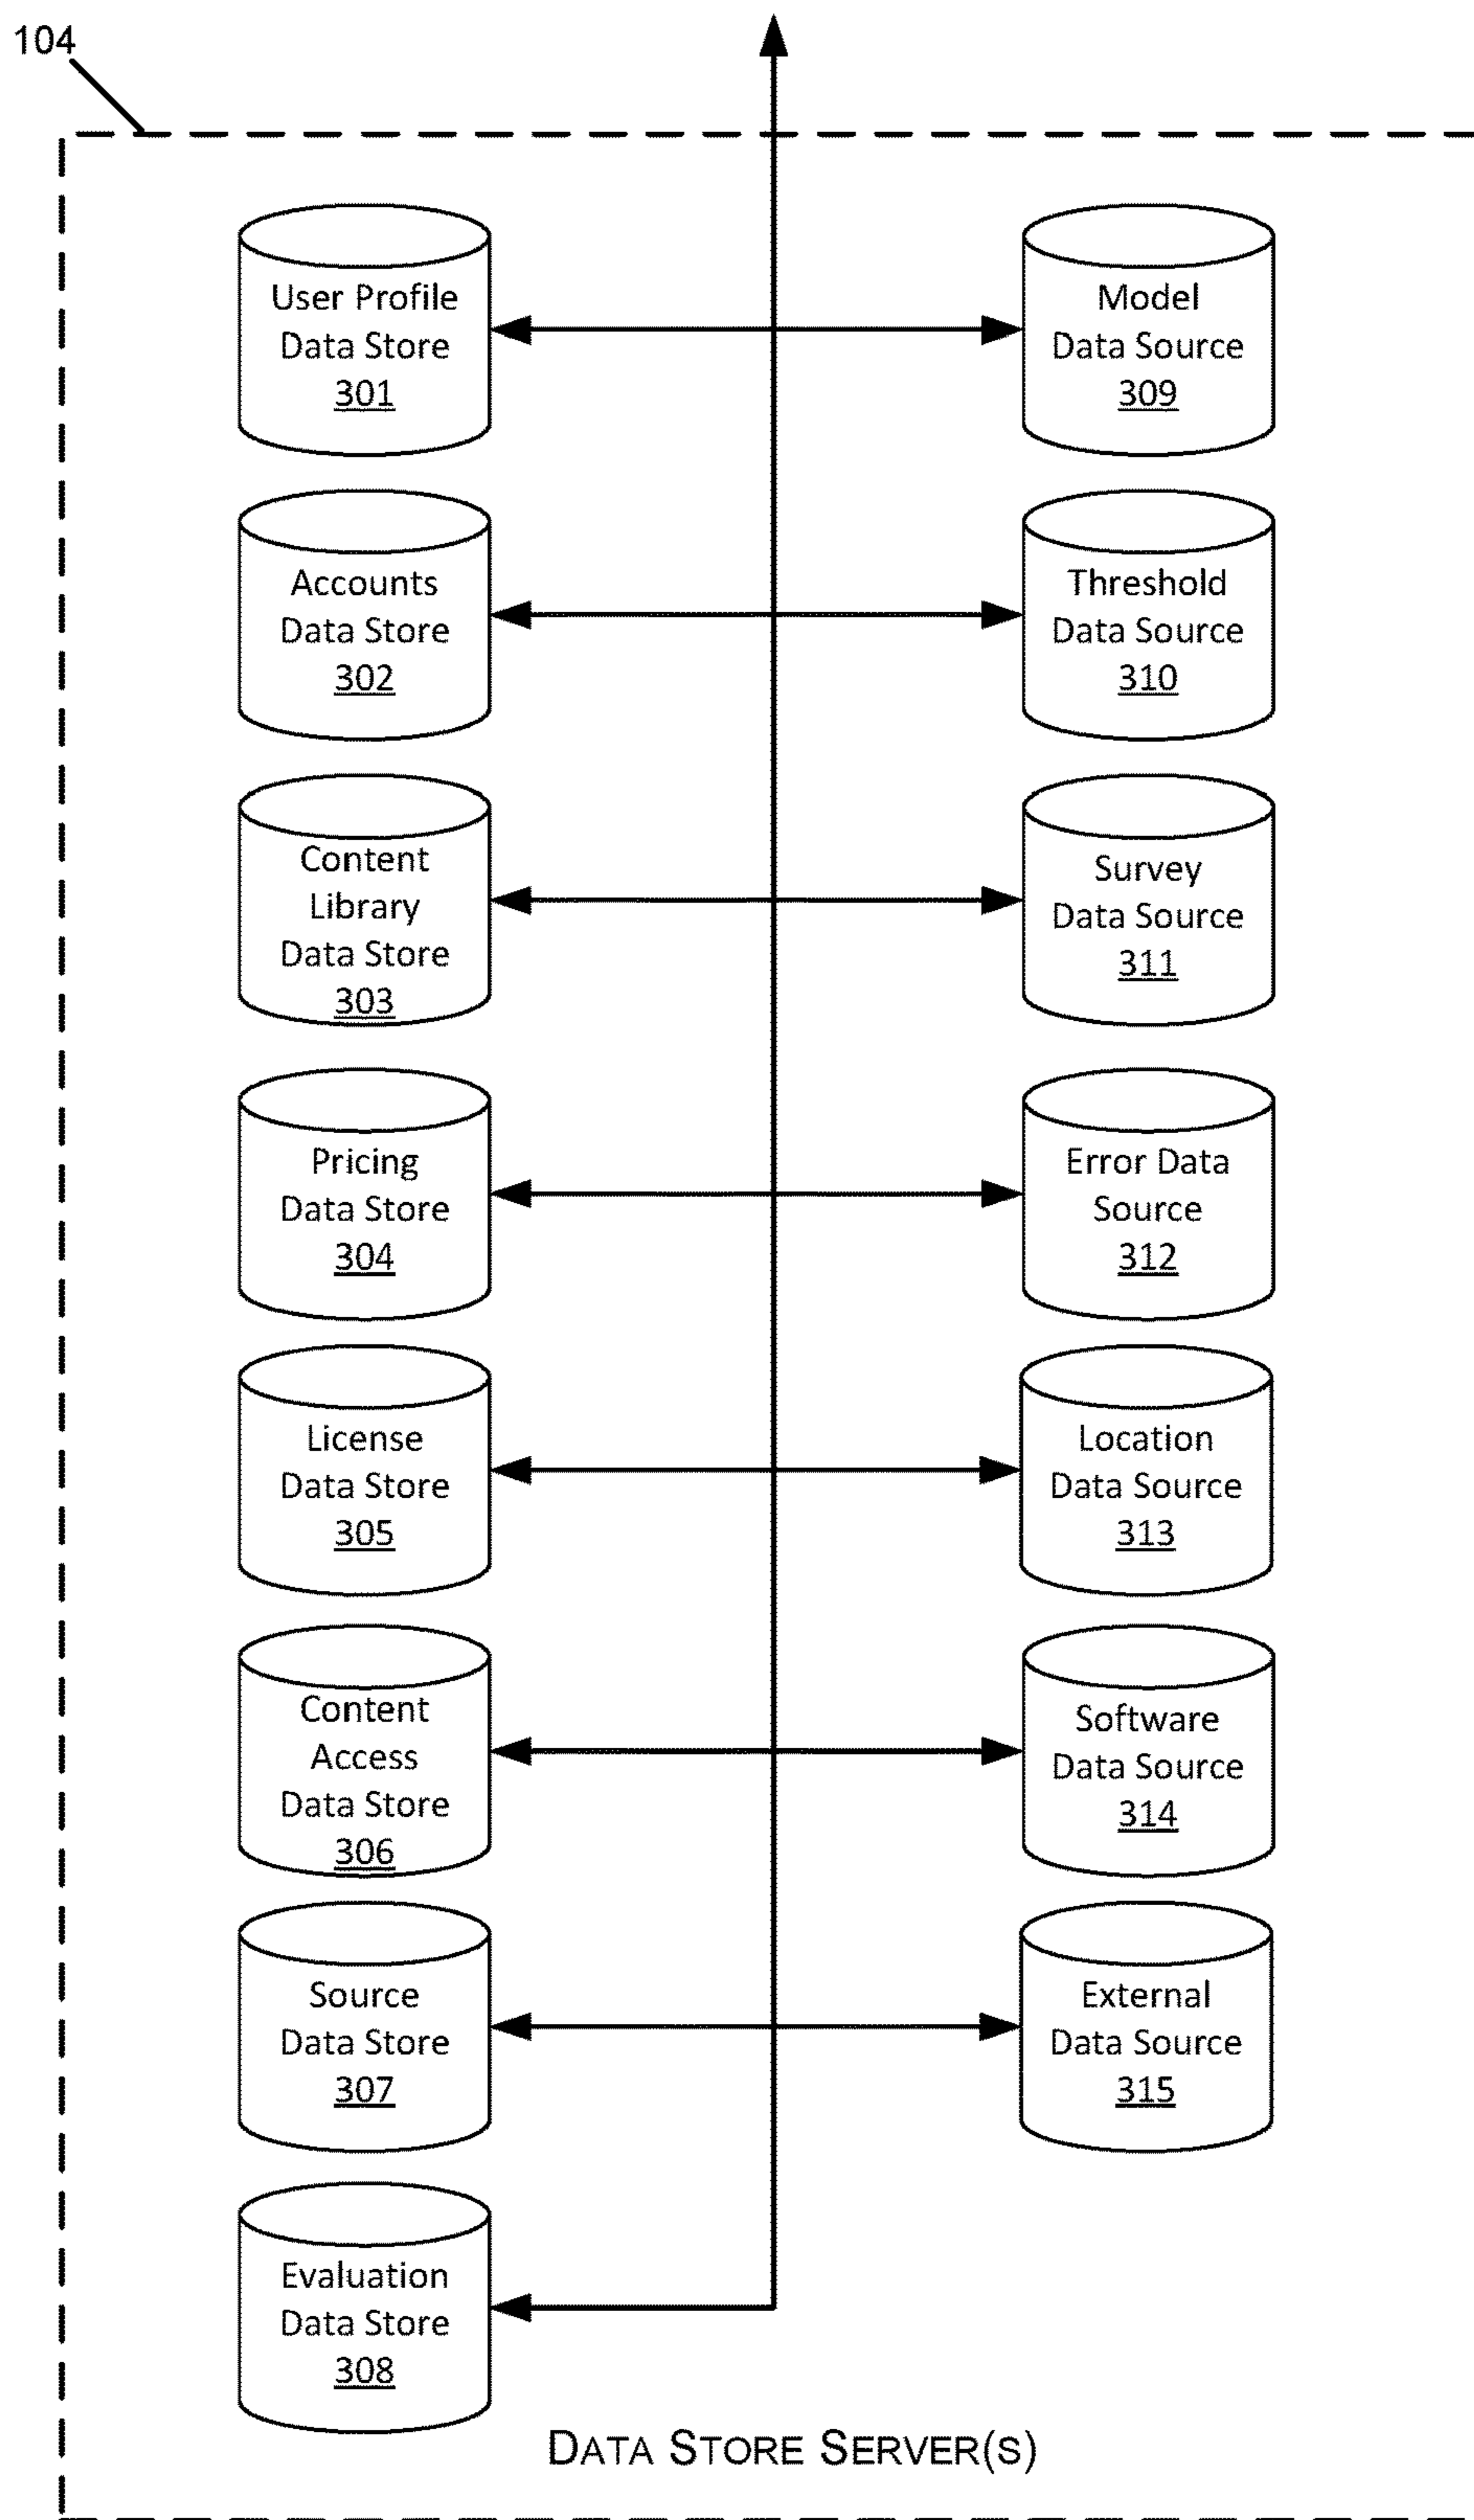 104
User Profile
Data Store
301
Model
Data Source
309
Accounts
Data Store
302
Threshold
Data Source
310
Content
Library
Data Store
303
Survey
Data Source
311
Pricing
Data Store
304
Error Data
Source
312
License
Data Store
305
Location
Data Source
313
Content
Access
Data Store
306
Software
Data Source
314
Source
Data Store
307
External
Data Source
315
Evaluation
Data Store
308
DATA STORE SERVER(S)